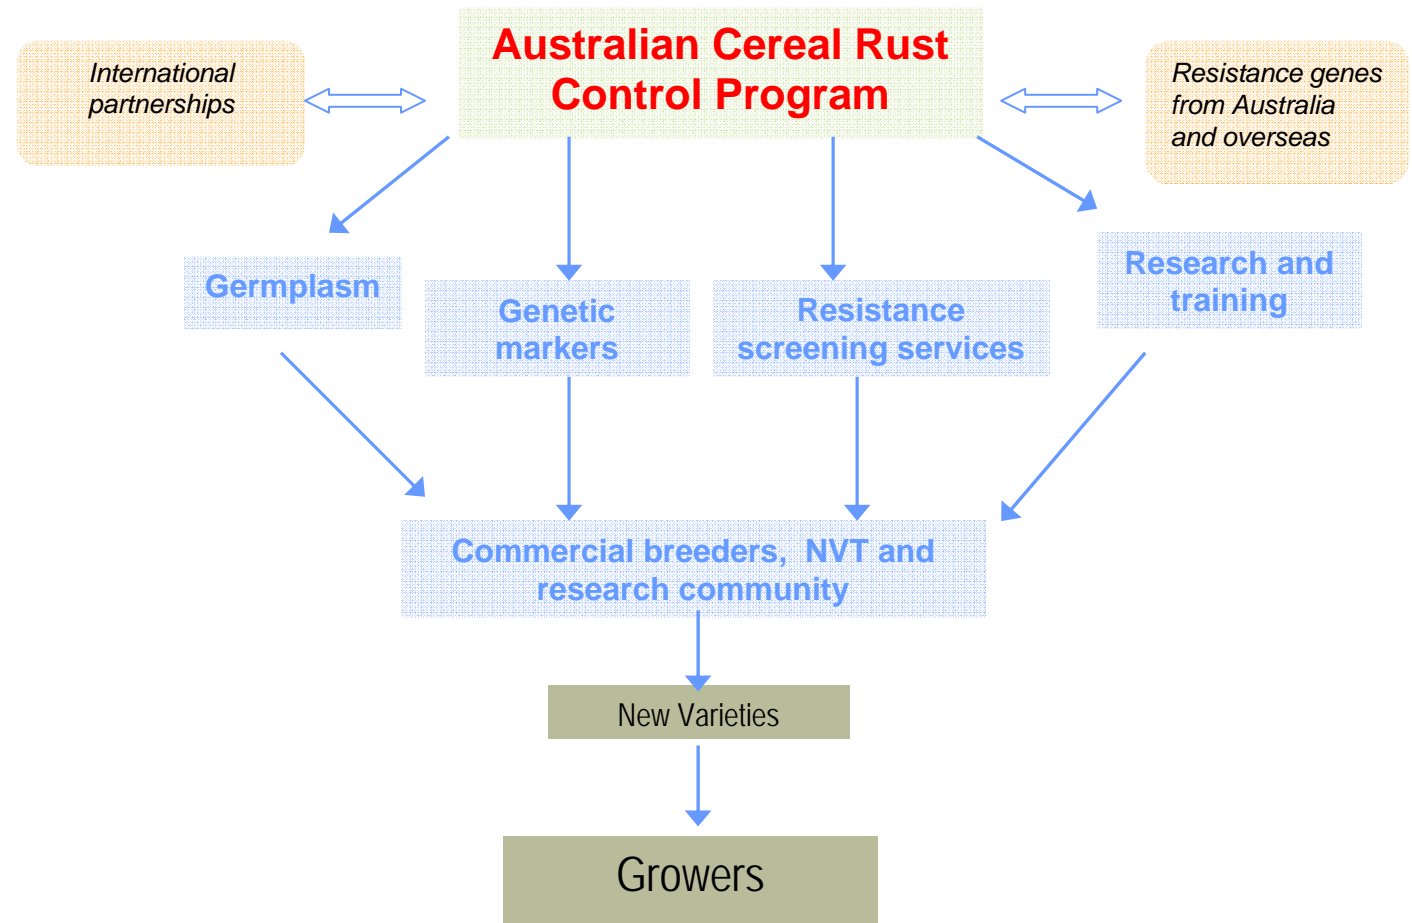 Australian Cereal Rust
Control Program
International
partnerships
Resistance genes
from Australia
and overseas
Germplasm
Genetic
markers
Resistance
screening services
Research and
training
Commercial breeders,  NVT and
research community
New Varieties
Growers